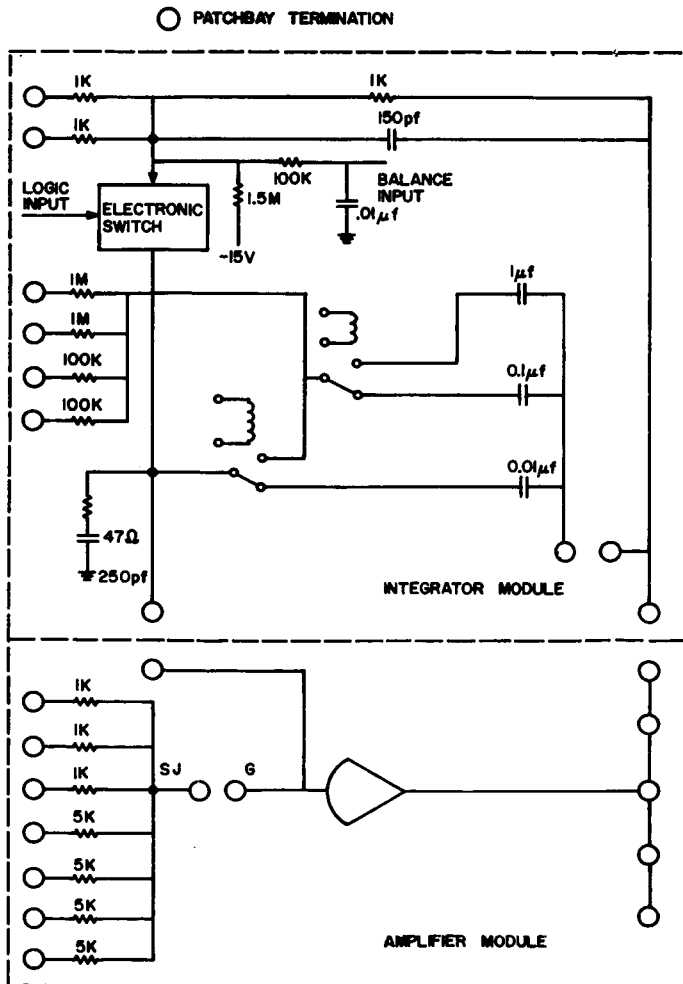 PATCHBAY TERMINATION
1K
1K
1K
150pf
100K
BALANCE
INPUT
LOGIC
INPUT
ELECTRONIC
SWITCH
1.5M
.01µf
-15V
1M
1µf
1M
100K
0.1µf
100K
0.01µf
47Ω
250pf
INTEGRATOR MODULE
1K
1K
1K
SJ
G
5K
5K
5K
5K
AMPLIFIER MODULE